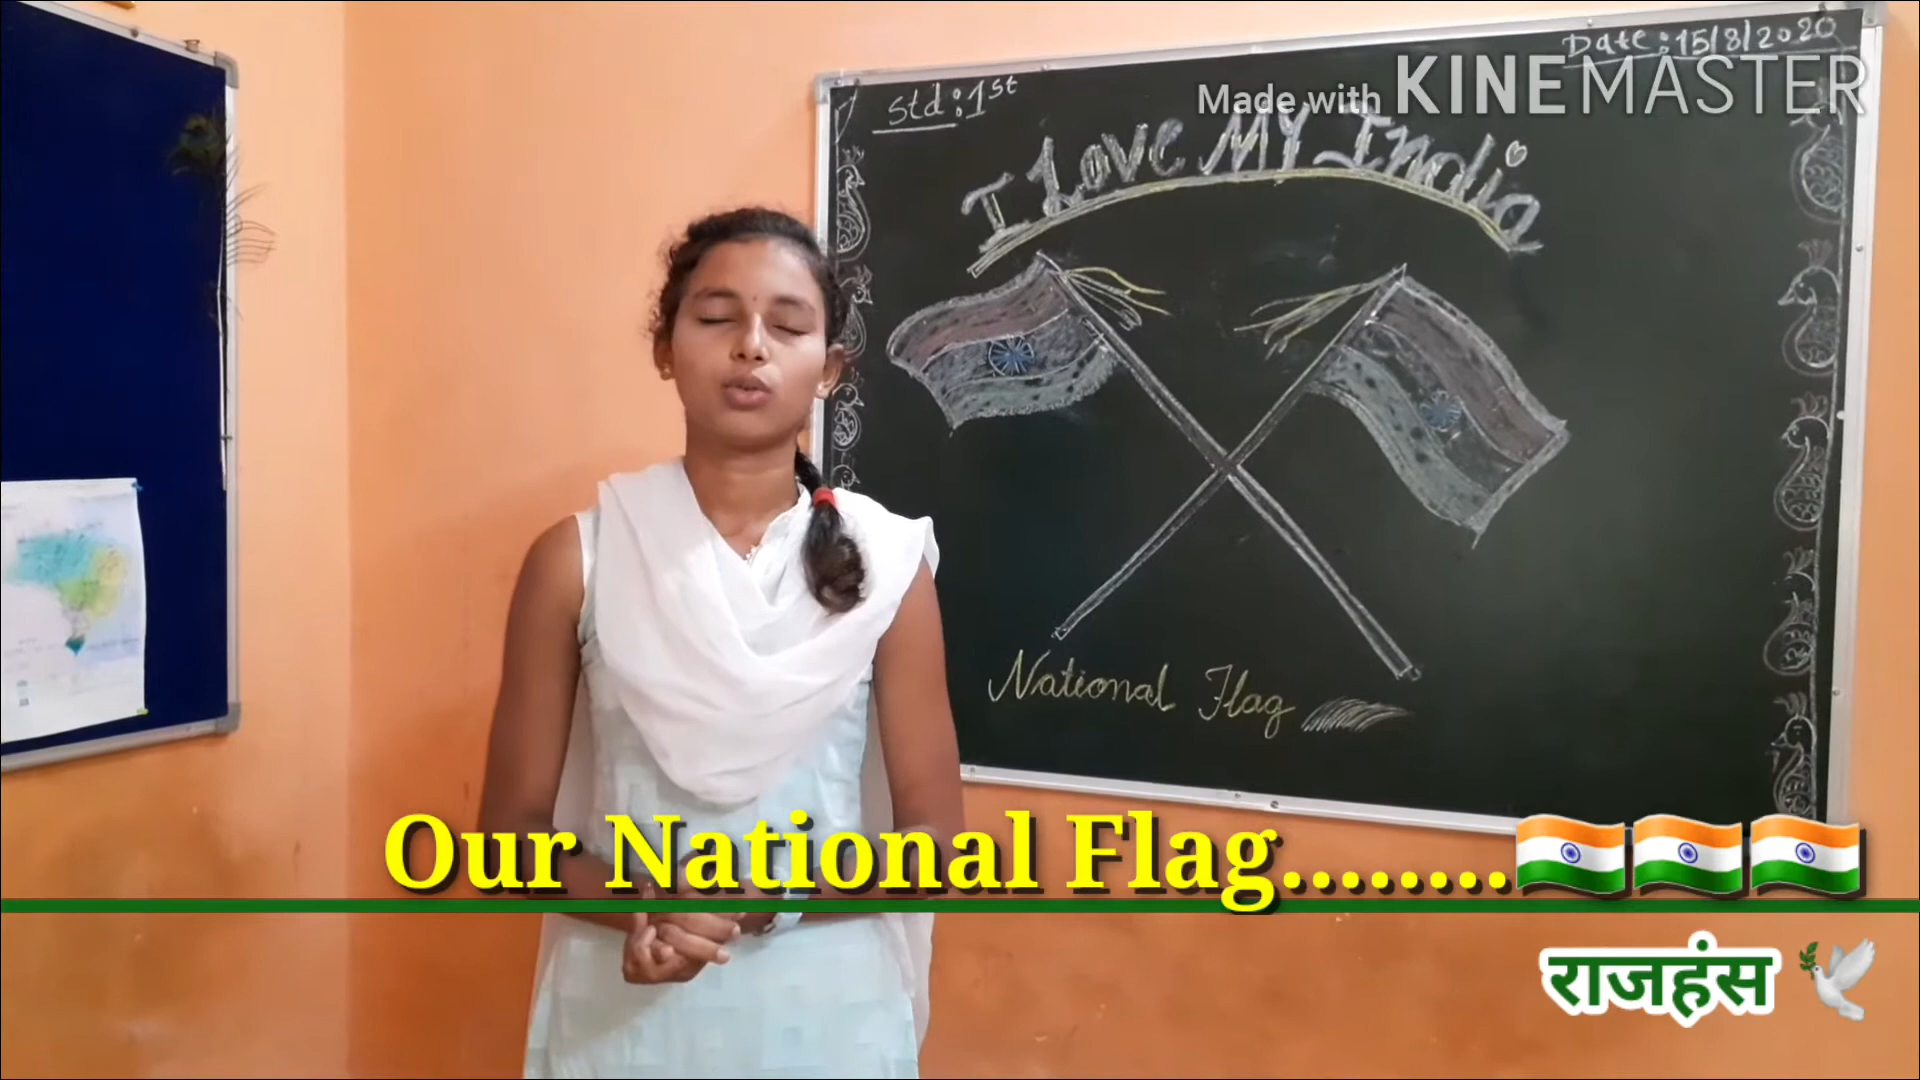 Date:15/8/2020
Std:1st
Made with KINEMASTER
I Love MY India
National Flag
Our National Flag........
राजहंस